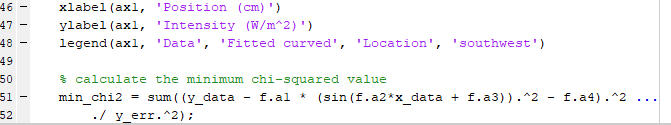 46 – xlabel(ax1, 'Position (cm)')
47 – ylabel(ax1, 'Intensity (W/m^2)')
48 – legend(ax1, 'Data', 'Fitted curved', 'Location', 'southwest')
49
50 % calculate the minimum chi-squared value
51 – min_chi2 = sum((y_data - f.a1 * (sin(f.a2*x_data + f.a3)).^2 - f.a4).^2 ...
52 ./ y_err.^2);